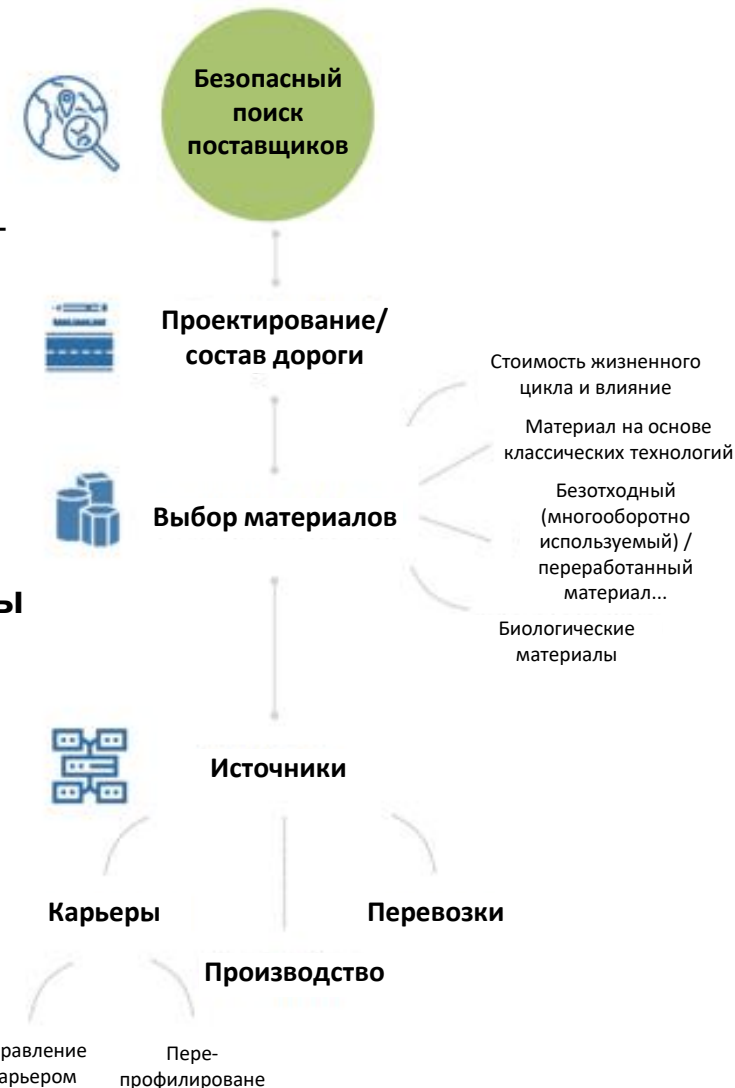 Безопасный
поиск
поставщиков
-
Проектирование/
состав дороги
Стоимость жизненного
цикла и влияние
Материал на основе
классических технологий
Выбор материалов
Безотходный
(многооборотно
используемый) /
переработанный
материал...
ы
Биологические
материалы
Источники
Карьеры
Перевозки
Производство
равление
арьером
Пере-
профилироване